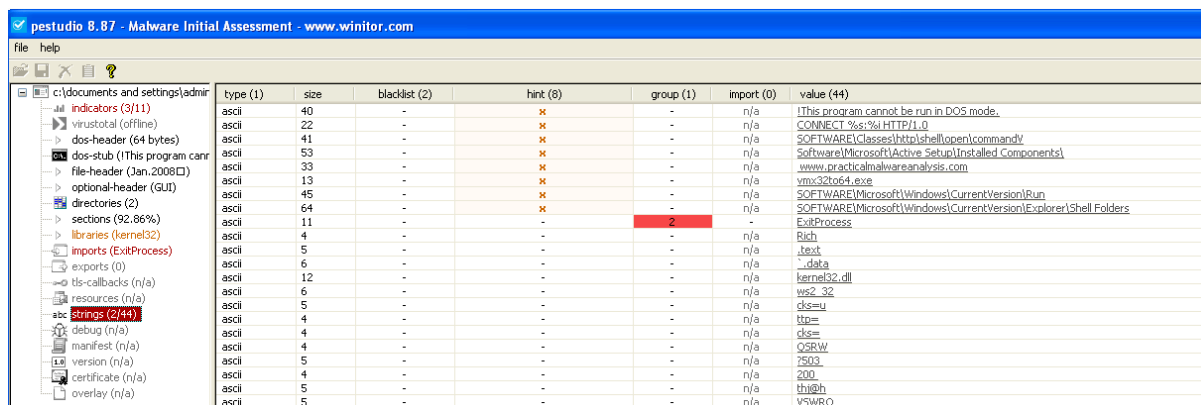 pestudio 8.87 - Malware Initial Assessment - www.winitor.com
file help
c:\documents and settings\admir
indicators (3/11)
virustotal (offline)
dos-header (64 bytes)
dos-stub (!This program canr
file-header (Jan.2008□)
optional-header (GUI)
directories (2)
sections (92.86%)
libraries (kernel32)
imports (ExitProcess)
exports (0)
tls-callbacks (n/a)
resources (n/a)
abc strings (2/44)
debug (n/a)
manifest (n/a)
1.0 version (n/a)
certificate (n/a)
overlay (n/a)
type (1) size blacklist (2) hint (8) group (1) import (0) value (44)
ascii 40 - x - n/a !This program cannot be run in DOS mode.
ascii 22 - x - n/a CONNECT %s:%i HTTP/1.0
ascii 41 - x - n/a SOFTWARE\Classes\http\shell\open\commandV
ascii 53 - x - n/a Software\Microsoft\Active Setup\Installed Components\
ascii 33 - x - n/a www.practicalmalwareanalysis.com
ascii 13 - x - n/a vmx32to64.exe
ascii 45 - x - n/a SOFTWARE\Microsoft\Windows\CurrentVersion\Run
ascii 64 - x - n/a SOFTWARE\Microsoft\Windows\CurrentVersion\Explorer\Shell Folders
ascii 11 - - 2 - ExitProcess
ascii 4 - - - n/a Rich
ascii 5 - - - n/a .text
ascii 6 - - - n/a `.data
ascii 12 - - - n/a kernel32.dll
ascii 6 - - - n/a ws2_32
ascii 5 - - - n/a cks=u
ascii 4 - - - n/a ttp=
ascii 4 - - - n/a cks=
ascii 4 - - - n/a QSRW
ascii 5 - - - n/a ?503
ascii 4 - - - n/a 200
ascii 5 - - - n/a thj@h
ascii 5 - - - n/a VSWRQ